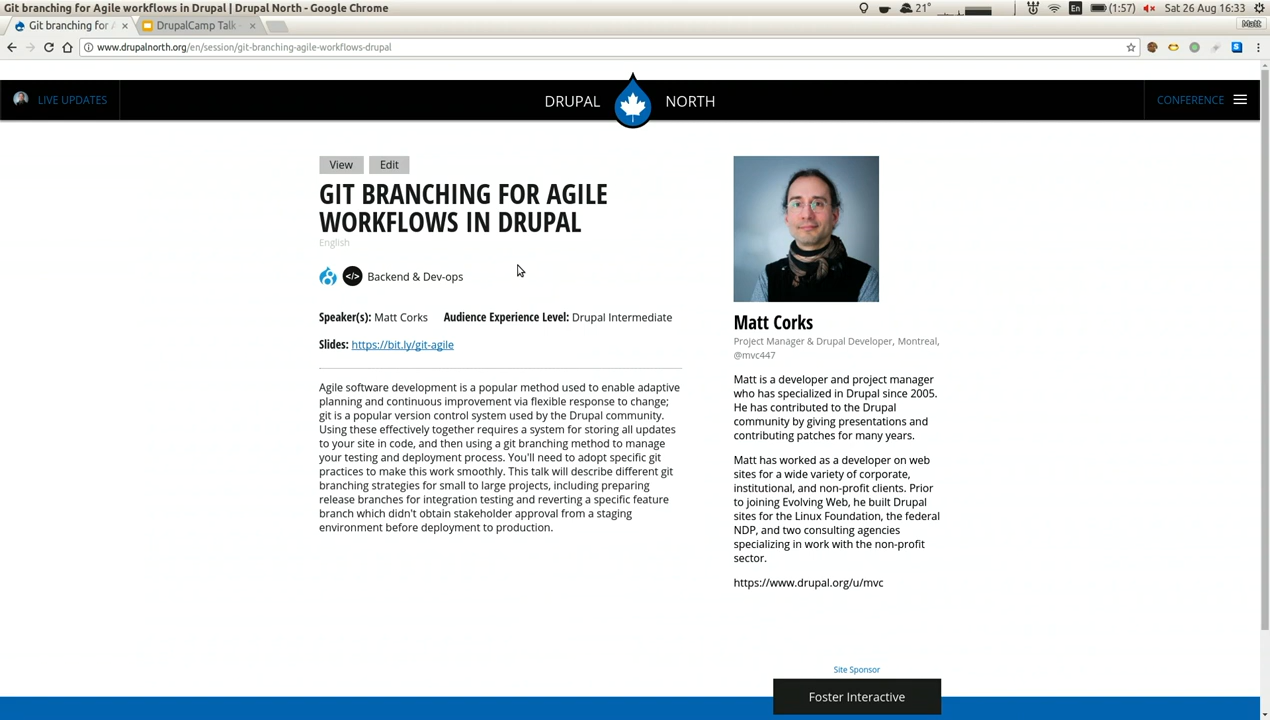 Git branching for Agile workflows in Drupal | Drupal North - Google Chrome
21° En (1:57) Sat 26 Aug 16:33
Git branching for A × DrupalCamp Talk - × Matt
www.drupalnorth.org/en/session/git-branching-agile-workflows-drupal
LIVE UPDATES DRUPAL NORTH CONFERENCE
View Edit
GIT BRANCHING FOR AGILE
WORKFLOWS IN DRUPAL
English
</> Backend & Dev-ops
Speaker(s): Matt Corks Audience Experience Level: Drupal Intermediate
Slides: https://bit.ly/git-agile
Agile software development is a popular method used to enable adaptive
planning and continuous improvement via flexible response to change;
git is a popular version control system used by the Drupal community.
Using these effectively together requires a system for storing all updates
to your site in code, and then using a git branching method to manage
your testing and deployment process. You'll need to adopt specific git
practices to make this work smoothly. This talk will describe different git
branching strategies for small to large projects, including preparing
release branches for integration testing and reverting a specific feature
branch which didn't obtain stakeholder approval from a staging
environment before deployment to production.
Matt Corks
Project Manager & Drupal Developer, Montreal,
@mvc447
Matt is a developer and project manager
who has specialized in Drupal since 2005.
He has contributed to the Drupal
community by giving presentations and
contributing patches for many years.
Matt has worked as a developer on web
sites for a wide variety of corporate,
institutional, and non-profit clients. Prior
to joining Evolving Web, he built Drupal
sites for the Linux Foundation, the federal
NDP, and two consulting agencies
specializing in work with the non-profit
sector.
https://www.drupal.org/u/mvc
Site Sponsor
Foster Interactive